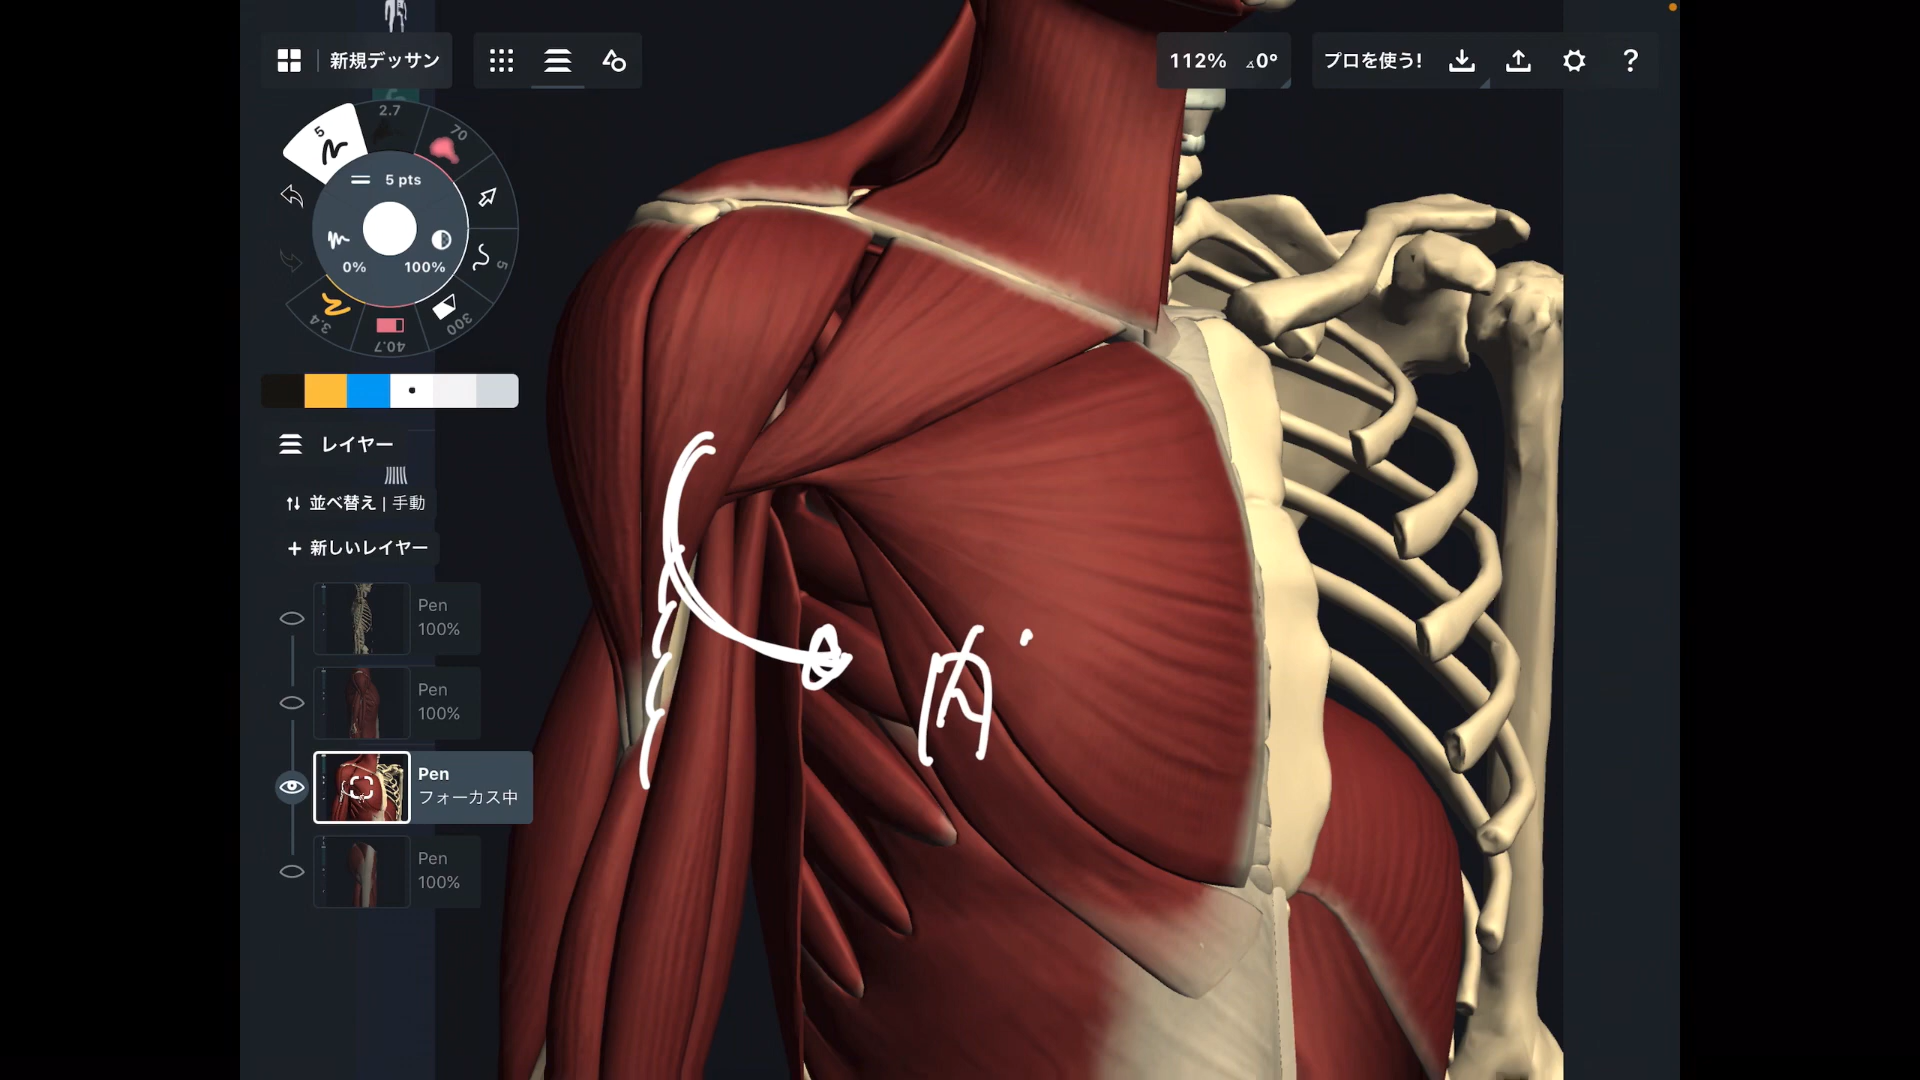 新規デッサン
112% ⊿0°
プロを使う!
?
2.7
70
5
5 pts
0%
100%
5
300
40.7
3.4
レイヤー
並べ替え | 手動
+ 新しいレイヤー
Pen
100%
Pen
100%
Pen
フォーカス中
Pen
100%
内